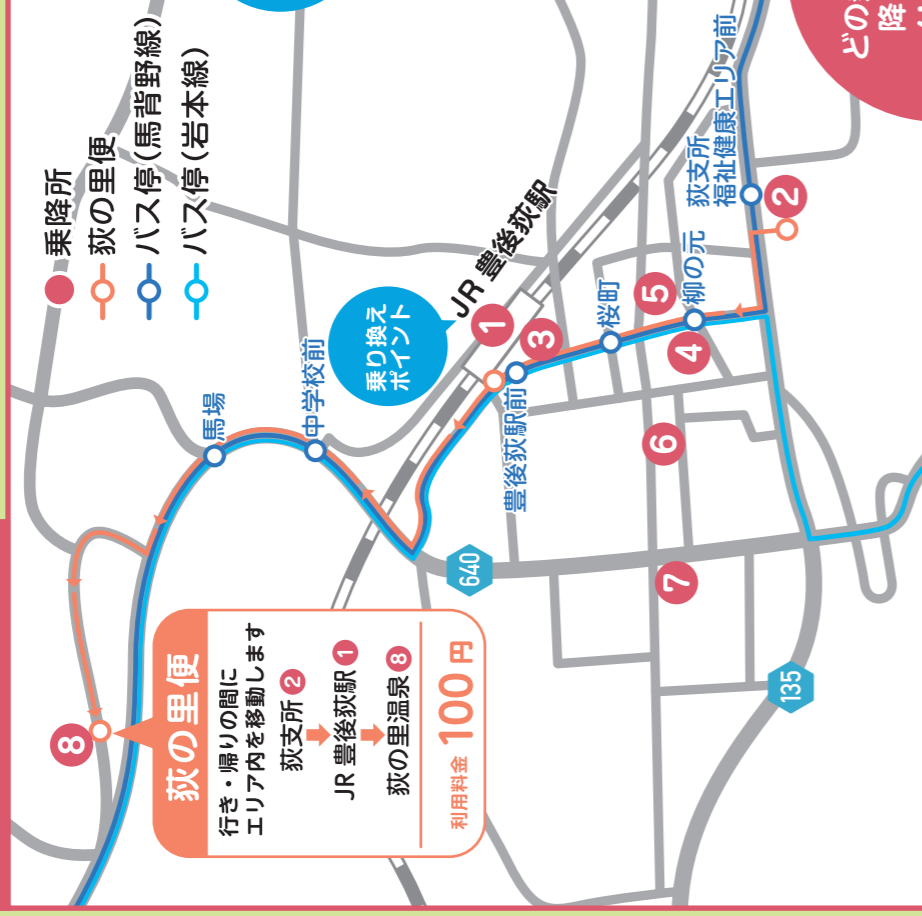 乗降所
荻の里便
バス停(馬背野線)
バス停(岩本線)
どの
降
馬場
中学校前
乗り換え
ポイント
JR 豊後荻駅
1
3
豊後荻駅前
桜町
5
柳の元
4
荻支所
福祉健康エリア前
2
6
7
640
135
8
荻の里便
行き・帰りの間に
エリア内を移動します
荻支所 2
JR 豊後荻駅 1
荻の里温泉 8
利用料金 100円